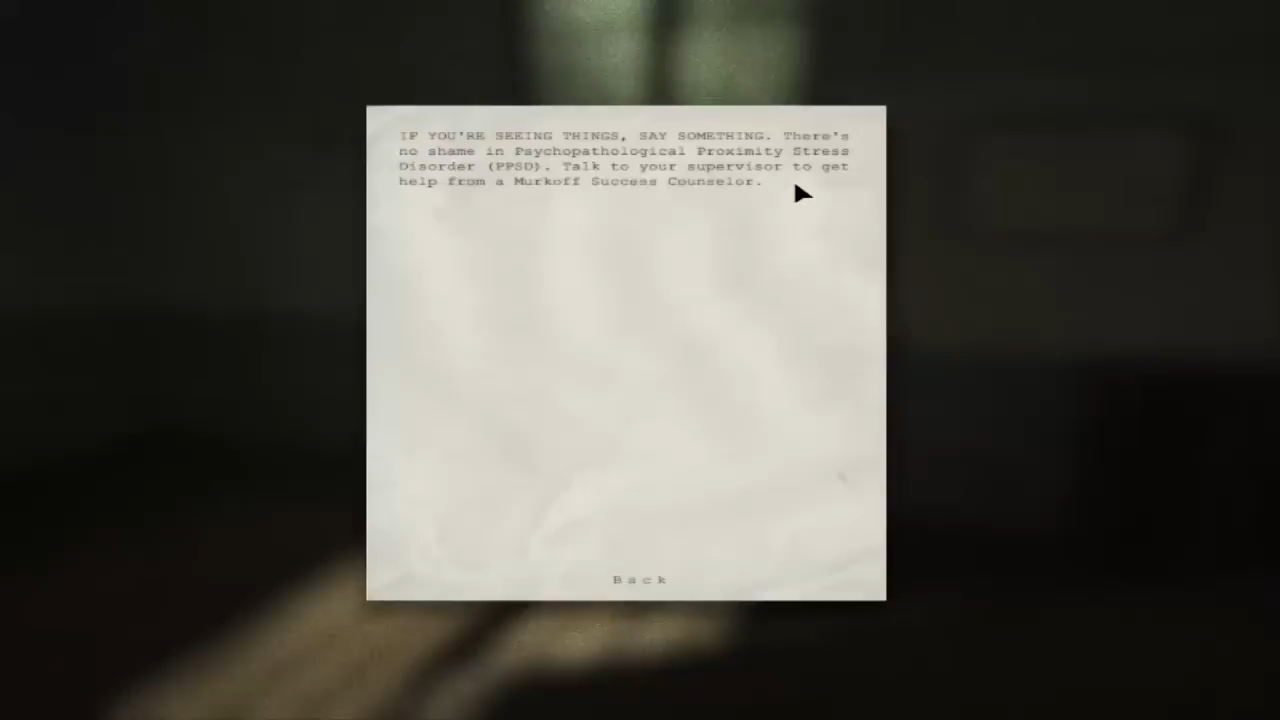 IF YOU'RE SEEING THINGS, SAY SOMETHING. There's
no shame in Psychopathological Proximity Stress
Disorder (PPSD). Talk to your supervisor to get
help from a Murkoff Success Counselor.
Back